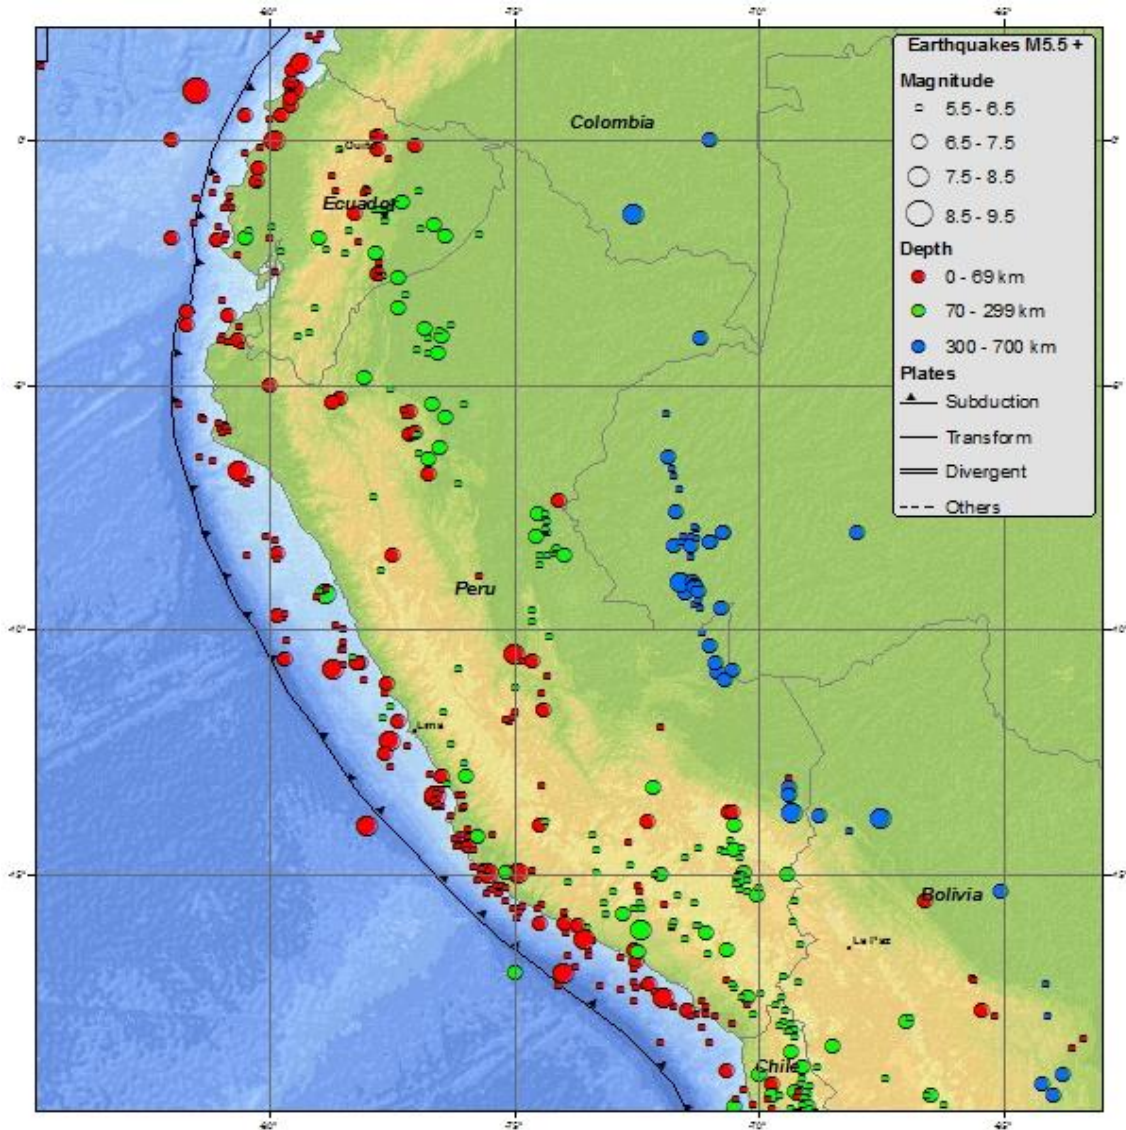 Earthquakes M5.5 +
Magnitude
5.5 - 6.5
6.5 - 7.5
7.5 - 8.5
8.5 - 9.5
Depth
0 - 69 km
70 - 299 km
300 - 700 km
Plates
Subduction
Transform
Divergent
Others
Colombia
Ecuador
Peru
Lima
Bolivia
La Paz
Chile